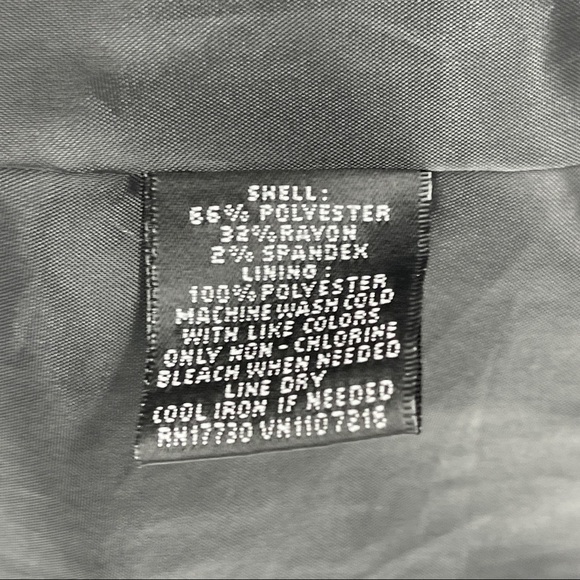 SHELL:
66% POLYESTER
32% RAYON
2% SPANDEX
LINING:
100% POLYESTER
MACHINE WASH COLD
WITH LIKE COLORS
ONLY NON-CHLORINE
BLEACH WHEN NEEDED
LINE DRY
COOL IRON IF NEEDED
RN17730 VN1107216